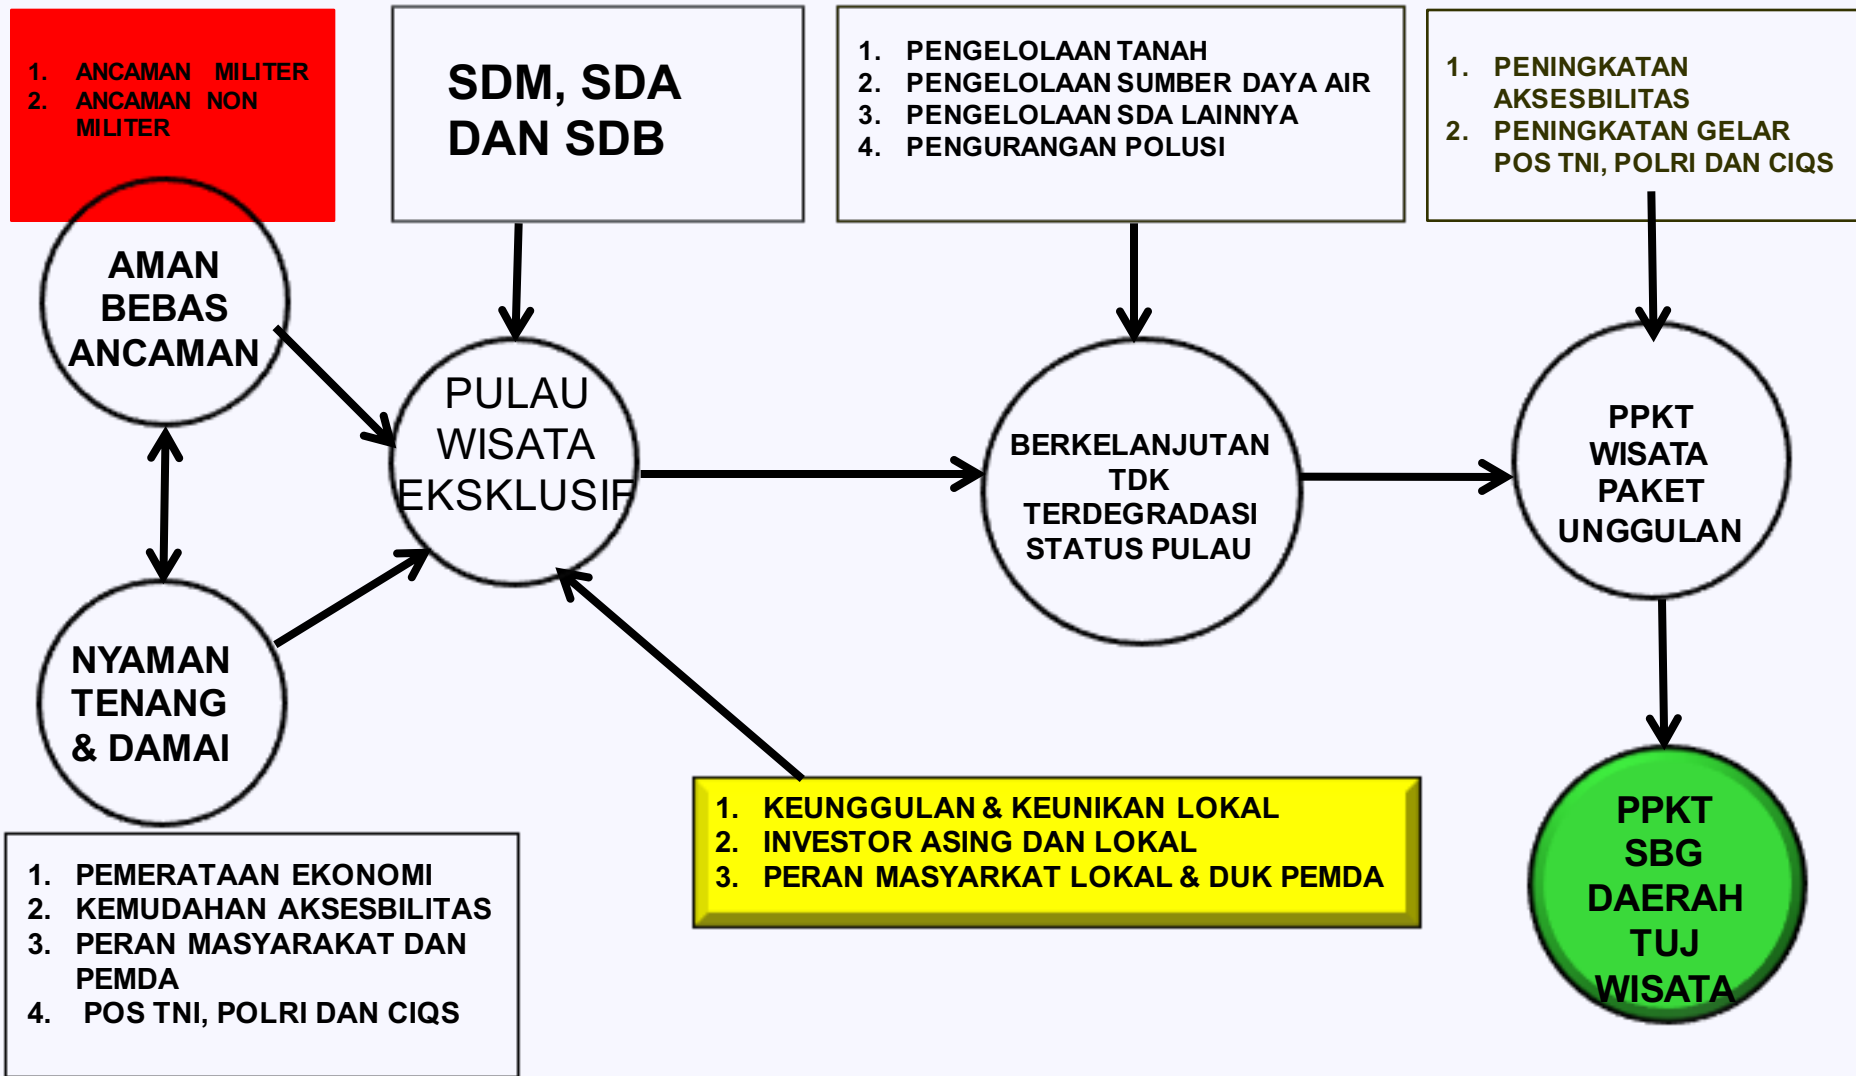 1. ANCAMAN MILITER
2. ANCAMAN NON
MILITER
SDM, SDA
DAN SDB
1. PENGELOLAAN TANAH
2. PENGELOLAAN SUMBER DAYA AIR
3. PENGELOLAAN SDA LAINNYA
4. PENGURANGAN POLUSI
1. PENINGKATAN
AKSESBILITAS
2. PENINGKATAN GELAR
POS TNI, POLRI DAN CIQS
AMAN
BEBAS
ANCAMAN
PULAU
WISATA
EKSKLUSIF
BERKELANJUTAN
TDK
TERDEGRADASI
STATUS PULAU
PPKT
WISATA
PAKET
UNGGULAN
NYAMAN
TENANG
& DAMAI
1. KEUNGGULAN & KEUNIKAN LOKAL
2. INVESTOR ASING DAN LOKAL
3. PERAN MASYARKAT LOKAL & DUK PEMDA
PPKT
SBG
DAERAH
TUJ
WISATA
1. PEMERATAAN EKONOMI
2. KEMUDAHAN AKSESBILITAS
3. PERAN MASYARAKAT DAN
PEMDA
4. POS TNI, POLRI DAN CIQS